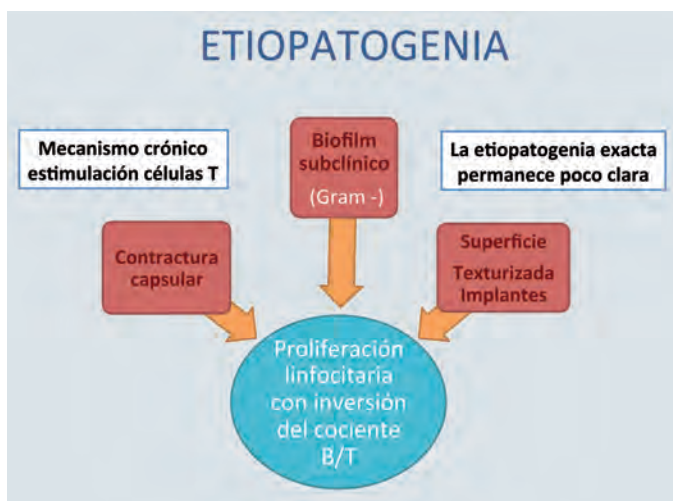 ETIOPATOGENIA
Mecanismo crónico
estimulación células T
Biofilm
subclínico
(Gram -)
La etiopatogenia exacta
permanece poco clara
Contractura
capsular
Superficie
Texturizada
Implantes
Proliferación
linfocitaria
con inversión
del cociente
B/T